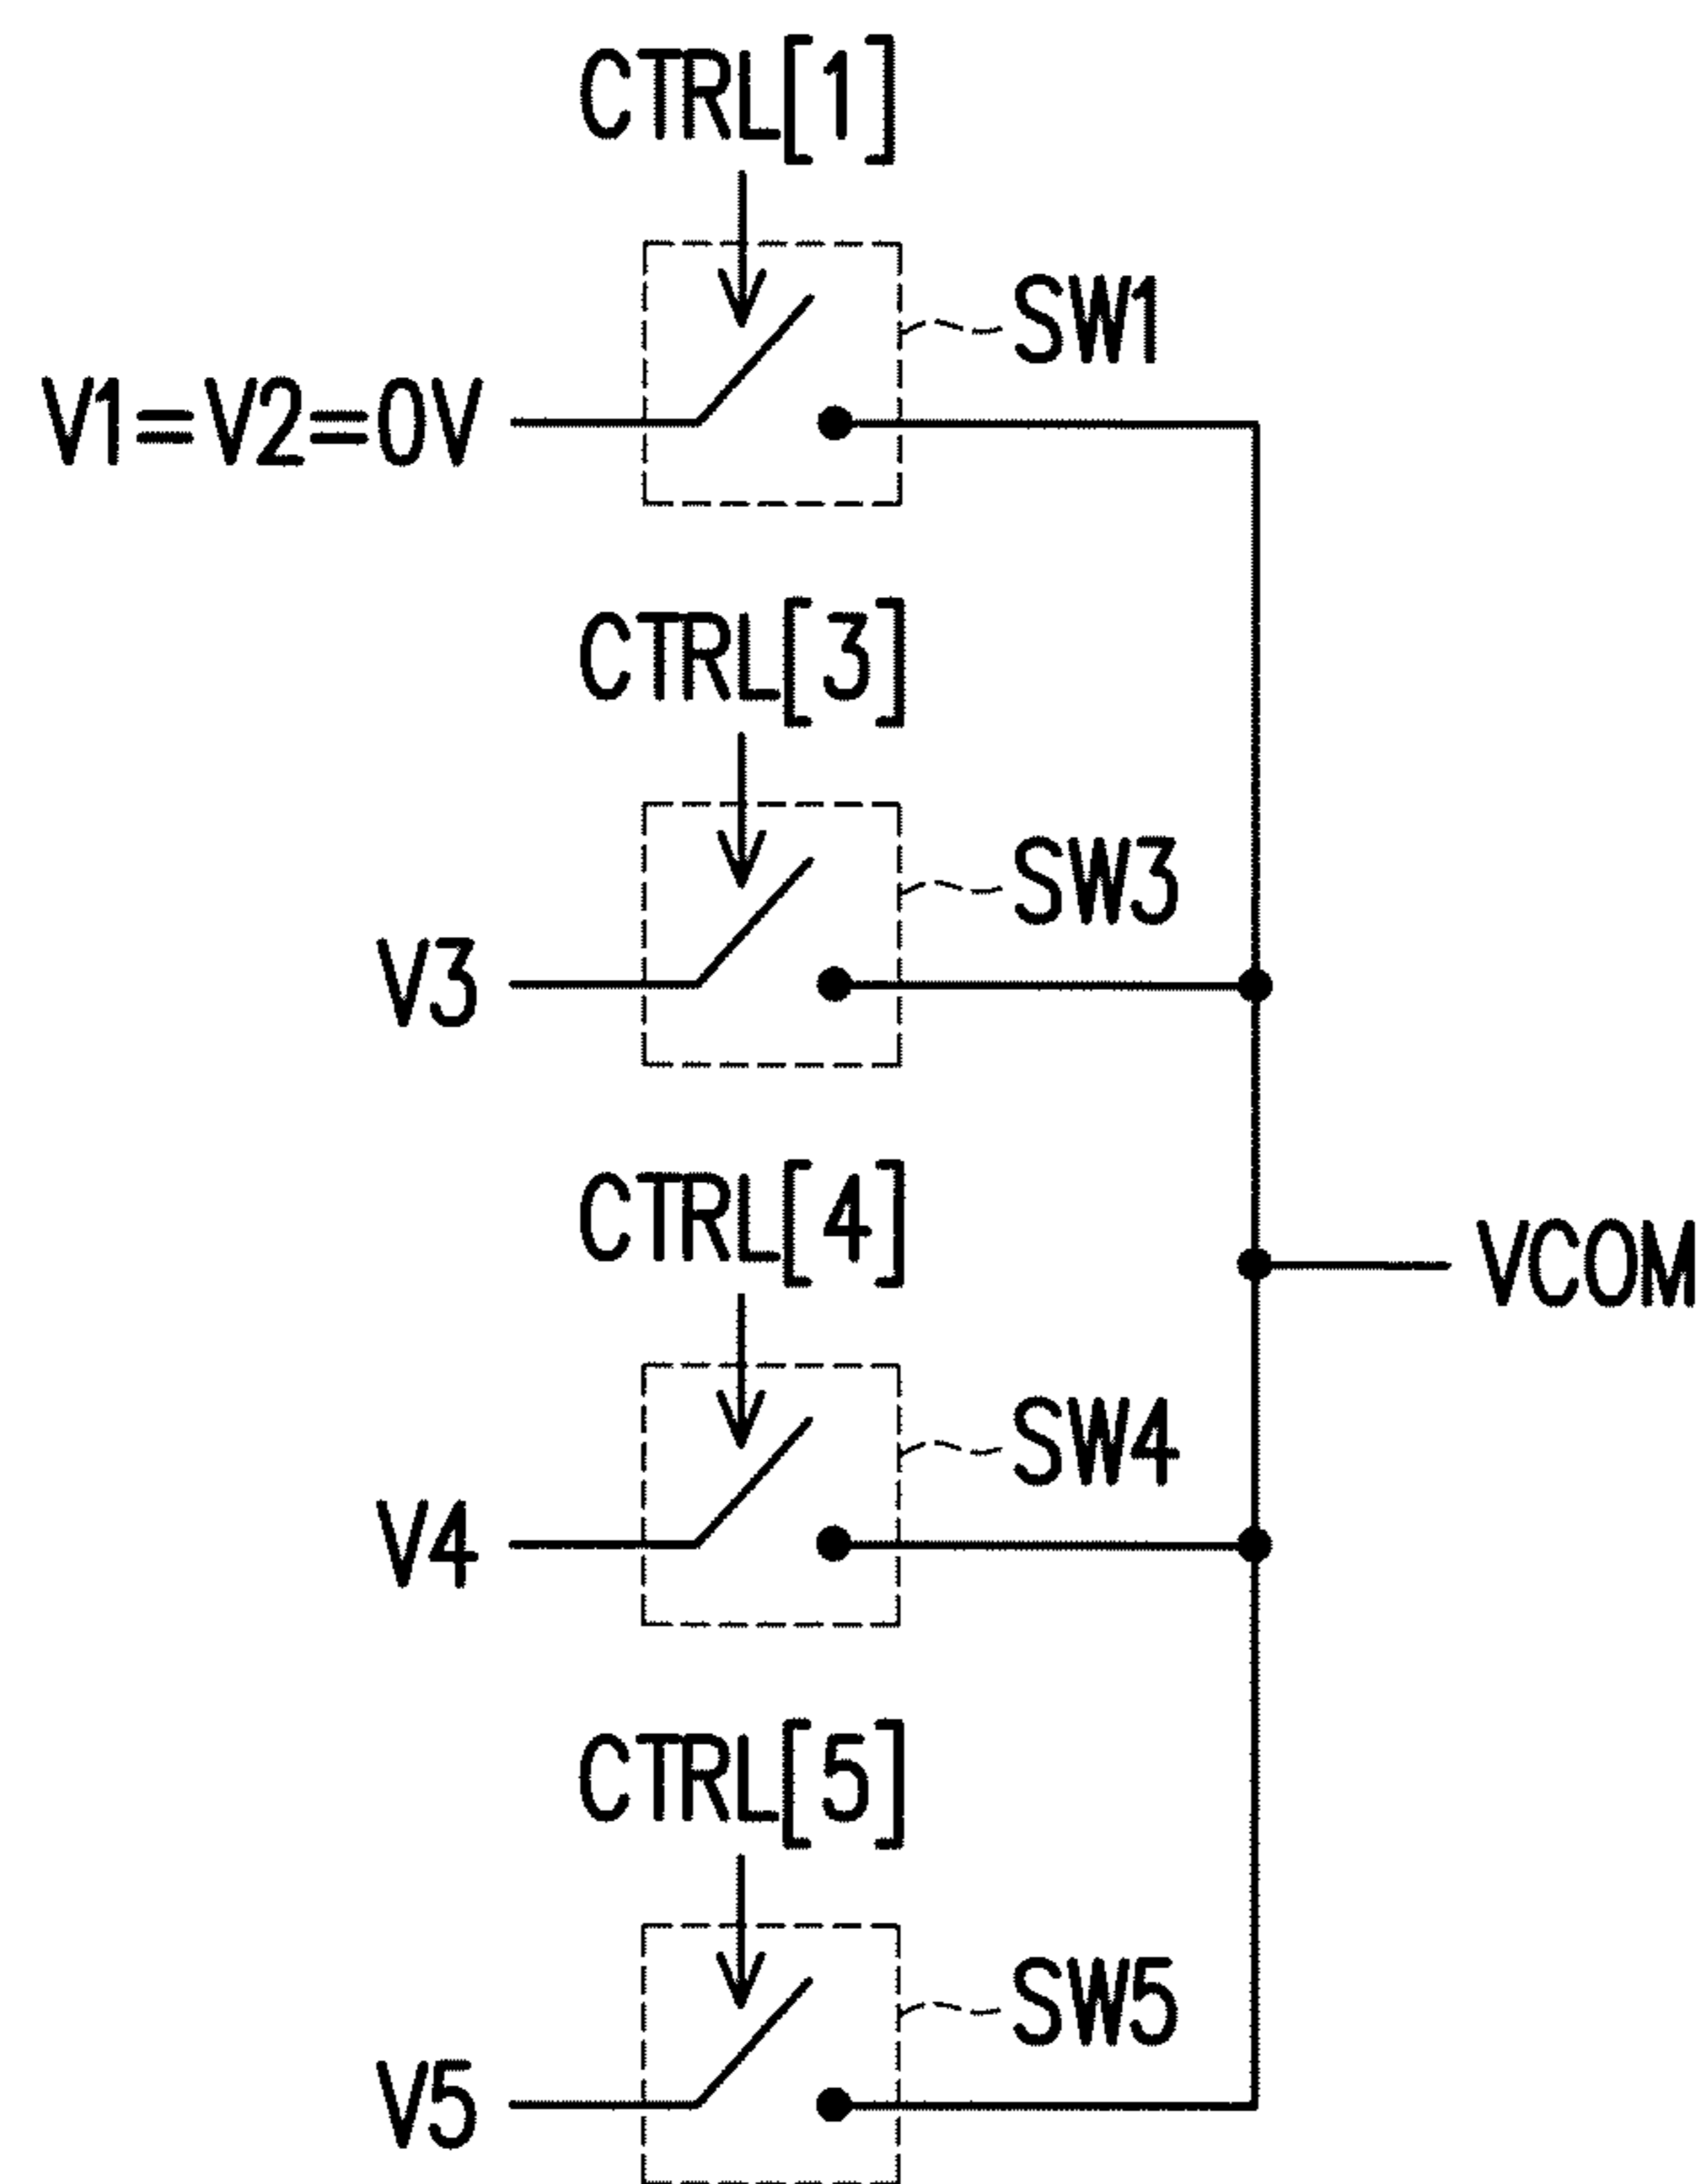 CTRL[1]
SW1
V1=V2=0V
CTRL[3]
SW3
V3
CTRL[4]
VCOM
SW4
V4
CTRL[5]
SW5
V5